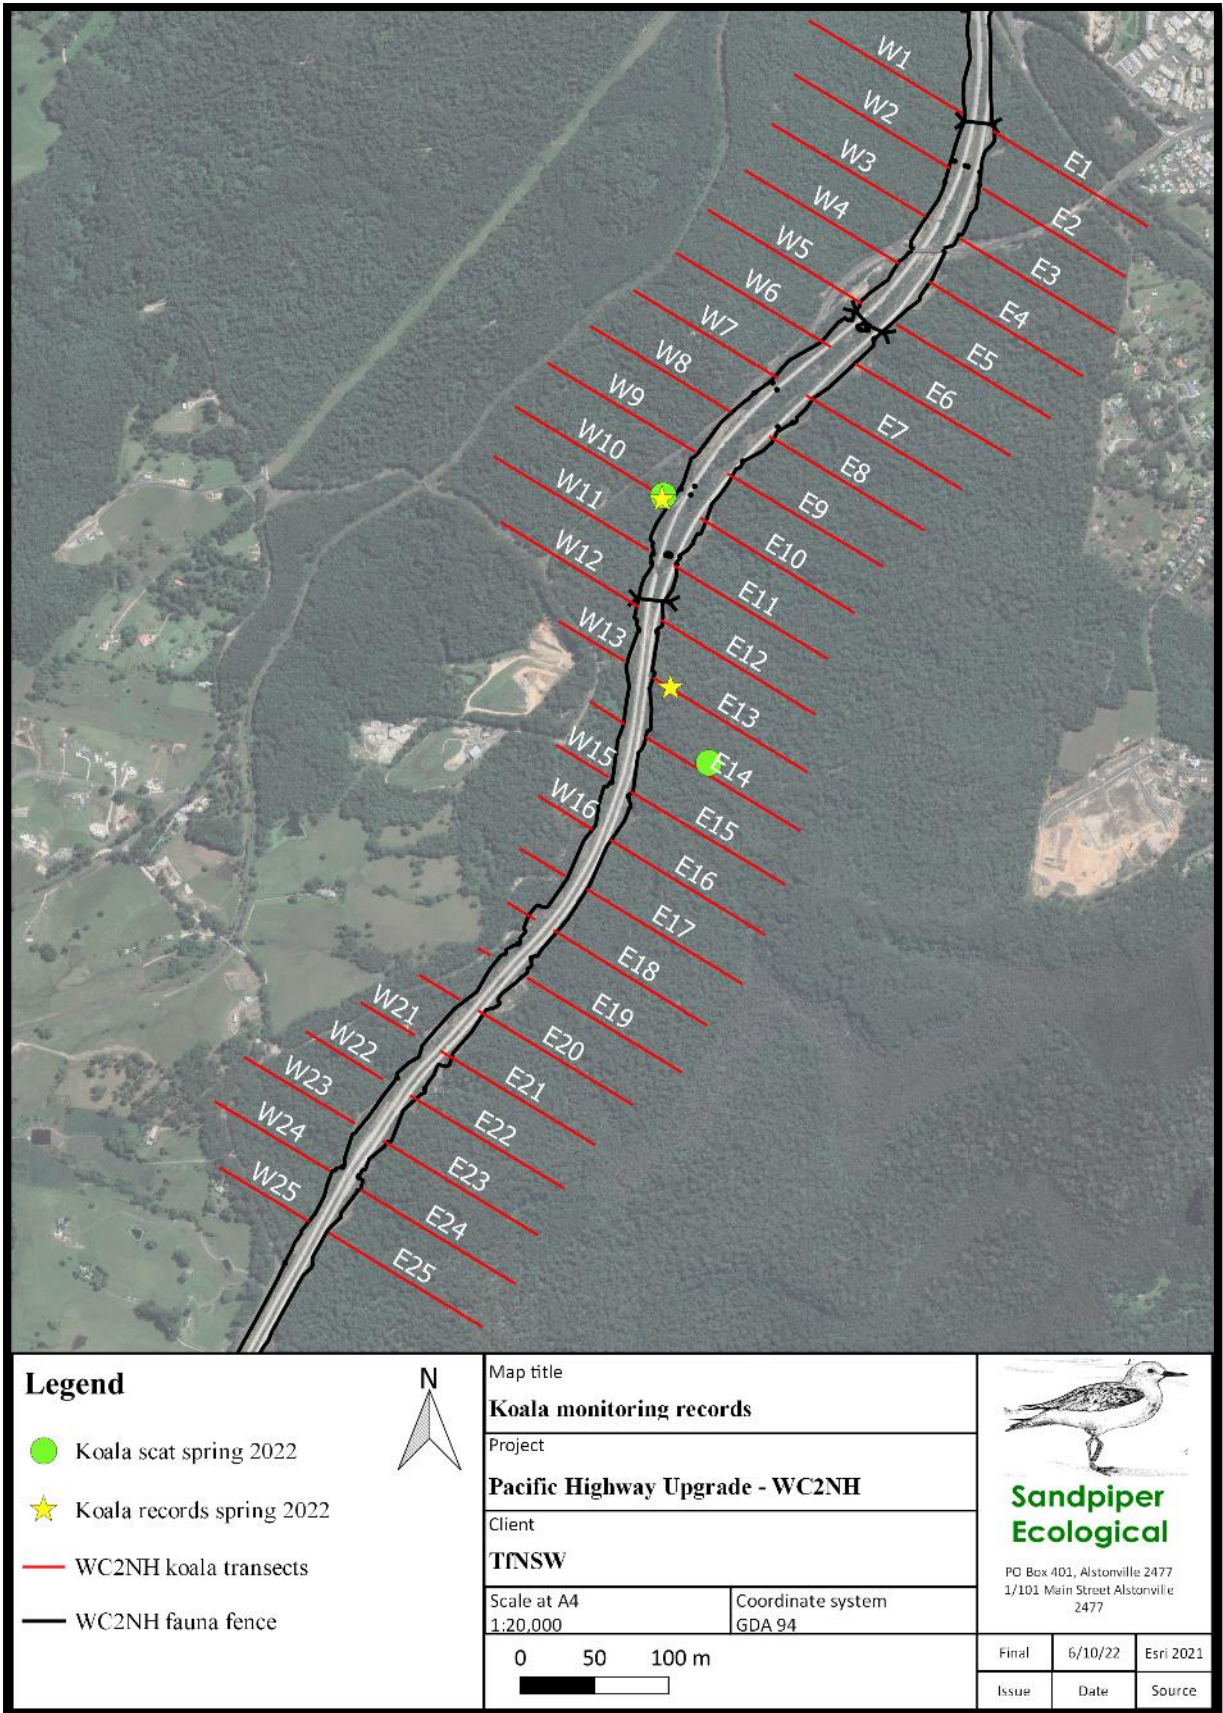 W1
W2
W3
W4
W5
W6
W7
W8
W9
W10
W11
W12
W13
W15
W16
W21
W22
W23
W24
W25
E1
E2
E3
E4
E5
E6
E7
E8
E9
E10
E11
E12
E13
E14
E15
E16
E17
E18
E19
E20
E21
E22
E23
E24
E25
Legend
N
Koala scat spring 2022
Koala records spring 2022
WC2NH koala transects
WC2NH fauna fence
Map title
Koala monitoring records
Project
Pacific Highway Upgrade - WC2NH
Client
TfNSW
Scale at A4
1:20,000
Coordinate system
GDA 94
0 50 100 m
Sandpiper
Ecological
PO Box 401, Alstonville 2477
1/101 Main Street Alstonville
2477
Final 6/10/22 Esri 2021
Issue Date Source